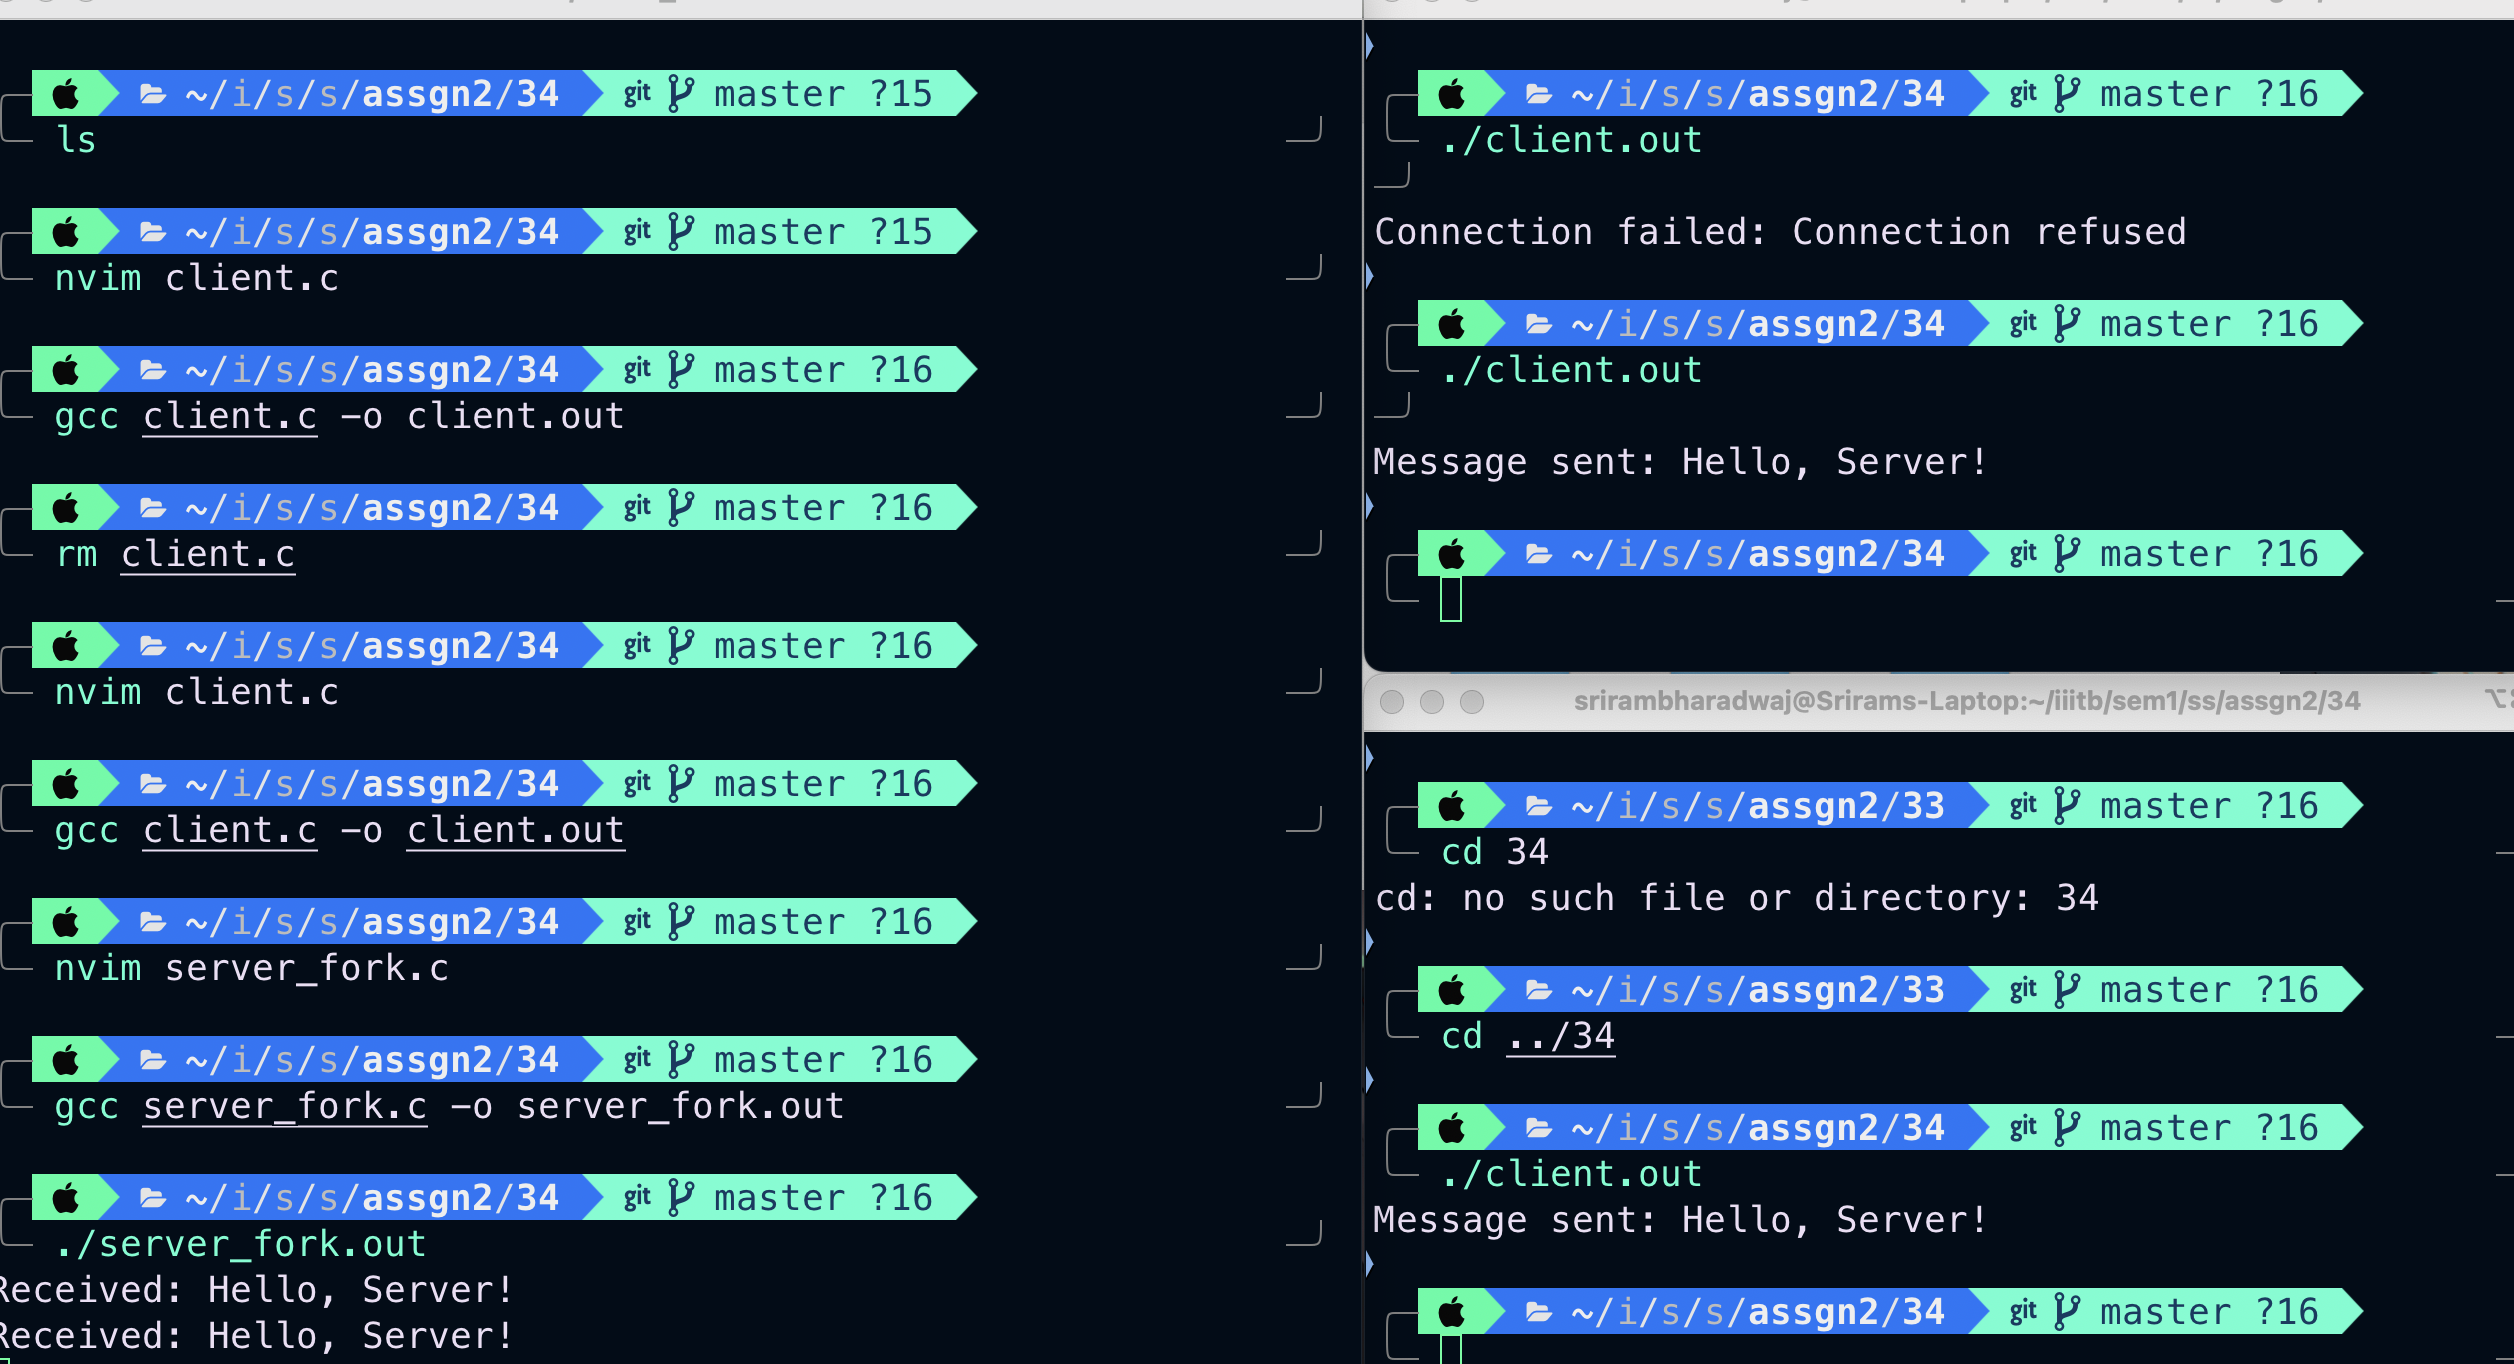 ~/i/s/s/assgn2/34 git master ?15
ls
~/i/s/s/assgn2/34 git master ?15
nvim client.c
~/i/s/s/assgn2/34 git master ?16
gcc client.c -o client.out
~/i/s/s/assgn2/34 git master ?16
rm client.c
~/i/s/s/assgn2/34 git master ?16
nvim client.c
~/i/s/s/assgn2/34 git master ?16
gcc client.c -o client.out
~/i/s/s/assgn2/34 git master ?16
nvim server_fork.c
~/i/s/s/assgn2/34 git master ?16
gcc server_fork.c -o server_fork.out
~/i/s/s/assgn2/34 git master ?16
./server_fork.out
Received: Hello, Server!
Received: Hello, Server!
~/i/s/s/assgn2/34 git master ?16
./client.out
Connection failed: Connection refused
~/i/s/s/assgn2/34 git master ?16
./client.out
Message sent: Hello, Server!
~/i/s/s/assgn2/34 git master ?16
srirambharadwaj@Srirams-Laptop:~/iiitb/sem1/ss/assgn2/34
~/i/s/s/assgn2/33 git master ?16
cd 34
cd: no such file or directory: 34
~/i/s/s/assgn2/33 git master ?16
cd ../34
~/i/s/s/assgn2/34 git master ?16
./client.out
Message sent: Hello, Server!
~/i/s/s/assgn2/34 git master ?16